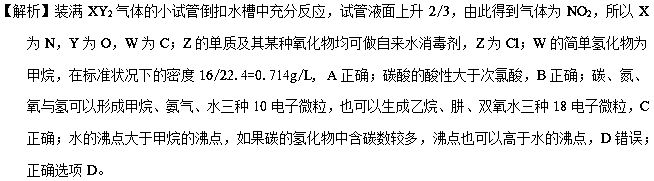 【解析】装满 XY₂ 气体的小试管倒扣水槽中充分反应，试管液面上升 2/3，由此得到气体为 NO₂，所以 X
为 N，Y 为 O，W 为 C；Z 的单质及其某种氧化物均可做自来水消毒剂，Z 为 Cl；W 的简单氢化物为
甲烷，在标准状况下的密度 16/22.4=0.714g/L，A 正确；碳酸的酸性大于次氯酸，B 正确；碳、氮、
氧与氢可以形成甲烷、氨气、水三种 10 电子微粒，也可以生成乙烷、肼、双氧水三种 18 电子微粒，C
正确；水的沸点大于甲烷的沸点，如果碳的氢化物中含碳数较多，沸点也可以高于水的沸点，D 错误；
正确选项 D。